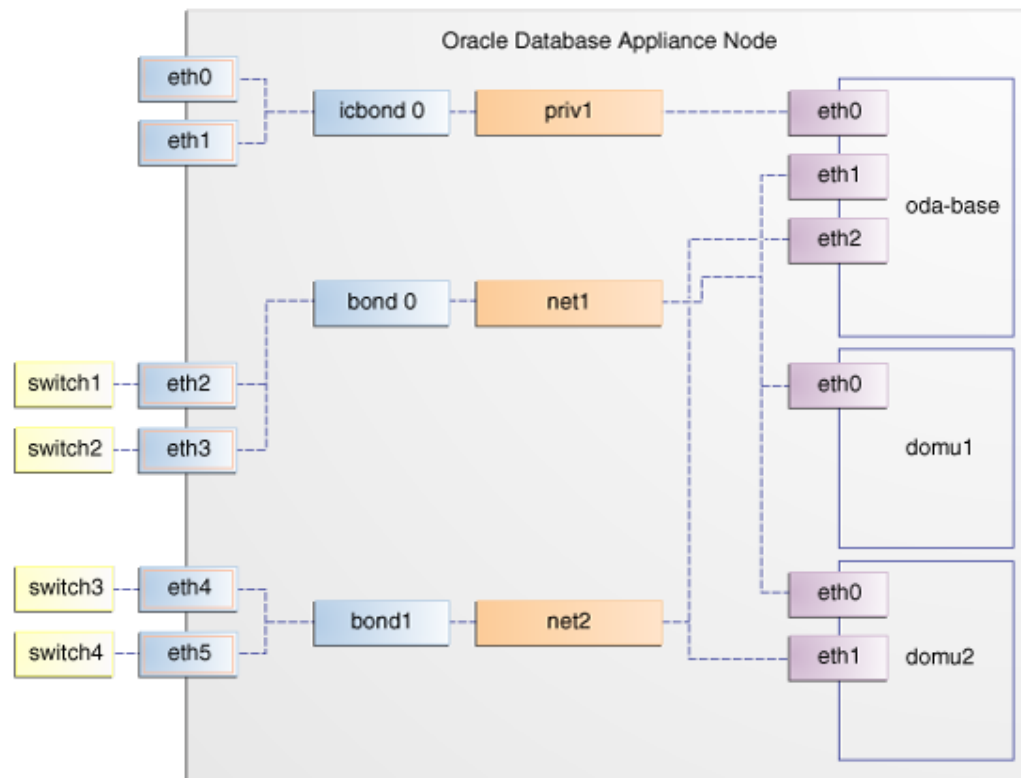 Oracle Database Appliance Node
eth0
eth1
icbond 0
priv1
eth0
eth1
eth2
oda-base
bond 0
net1
switch1
eth2
switch2
eth3
eth0
domu1
switch3
eth4
switch4
eth5
bond1
net2
eth0
eth1
domu2